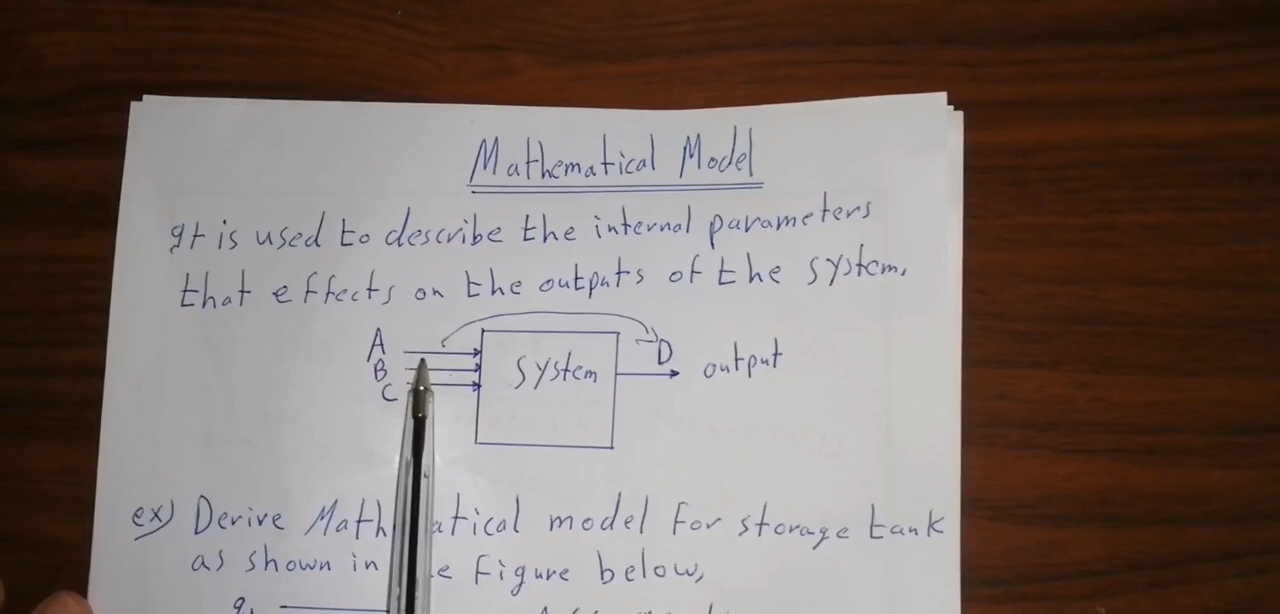 Mathematical Model
It is used to describe the internal parameters
that effects on the outputs of the system.
A
B
C
system
D
output
ex) Derive Math atical model for storage tank
as shown in e figure below,
q